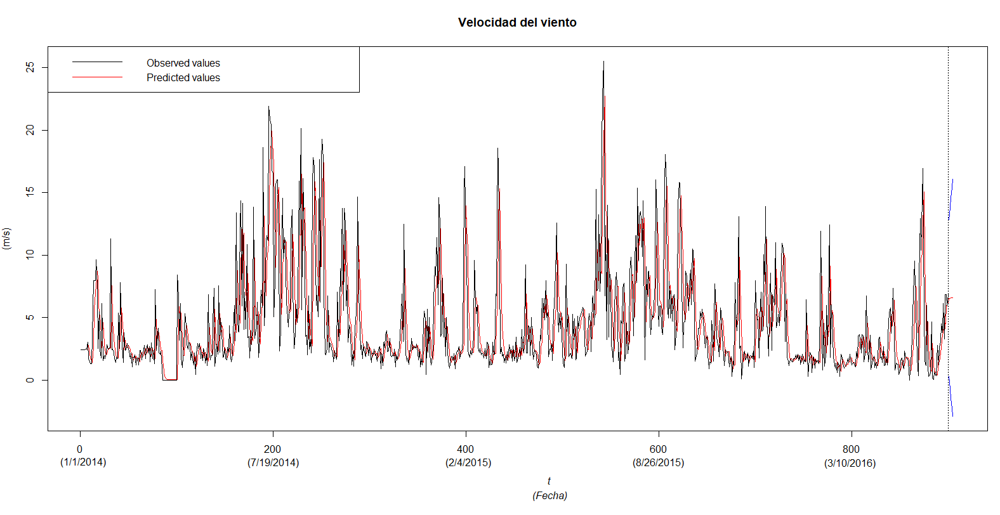 Velocidad del viento
Observed values
Predicted values
25
20
15
10
5
0
(m/s)
0 200 400 600 800
(1/1/2014) (7/19/2014) (2/4/2015) (8/26/2015) (3/10/2016)
t
(Fecha)